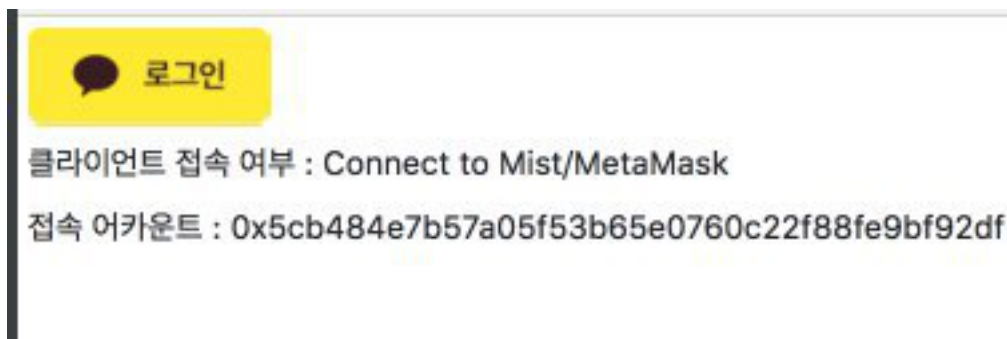 로그인
클라이언트 접속 여부 : Connect to Mist/MetaMask
접속 어카운트 : 0x5cb484e7b57a05f53b65e0760c22f88fe9bf92df